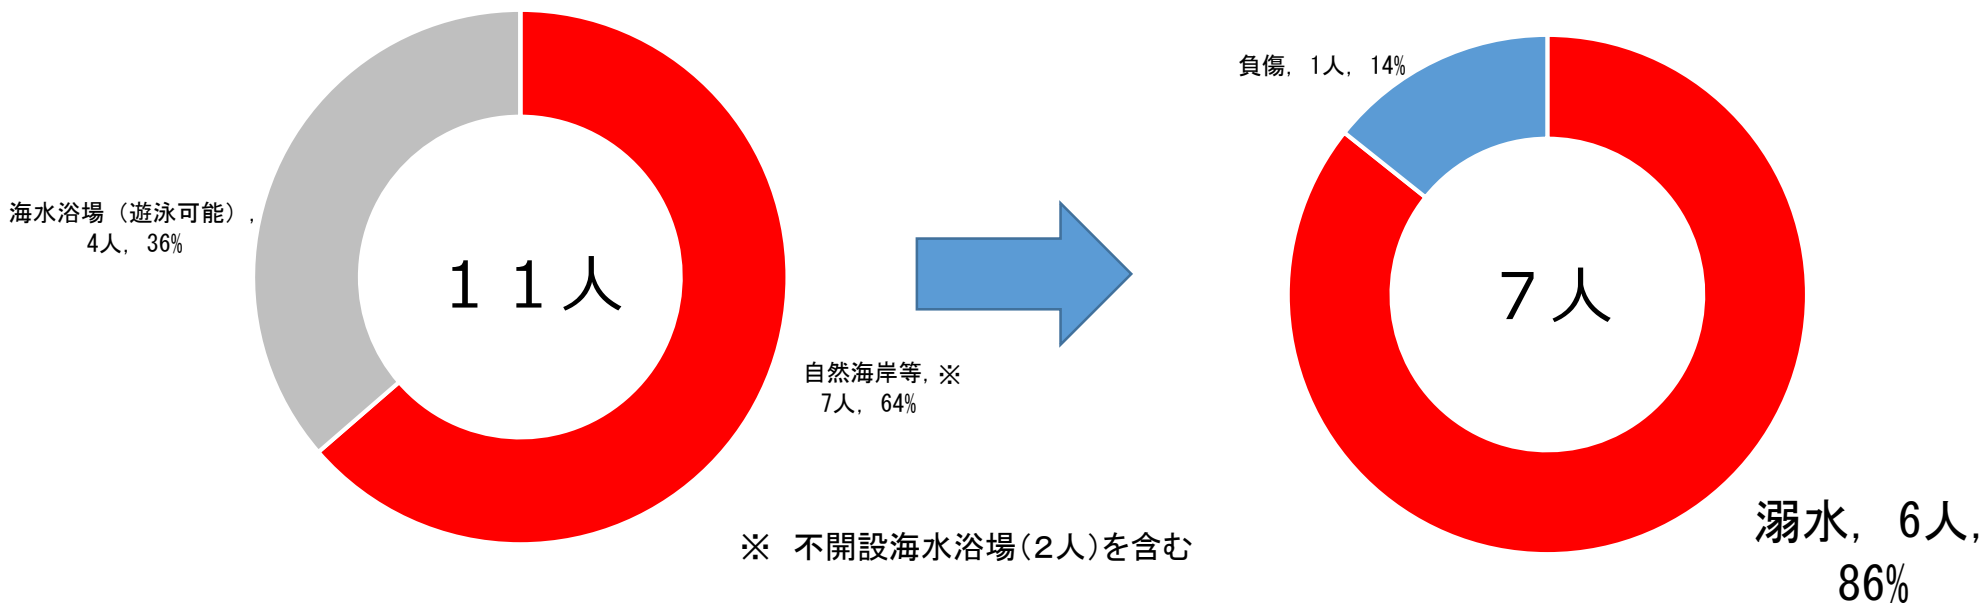 海水浴場（遊泳可能）,
4人, 36%
１１人
自然海岸等, ※
7人, 64%
※　不開設海水浴場（２人）を含む
負傷, 1人, 14%
７人
溺水, 6人,
86%